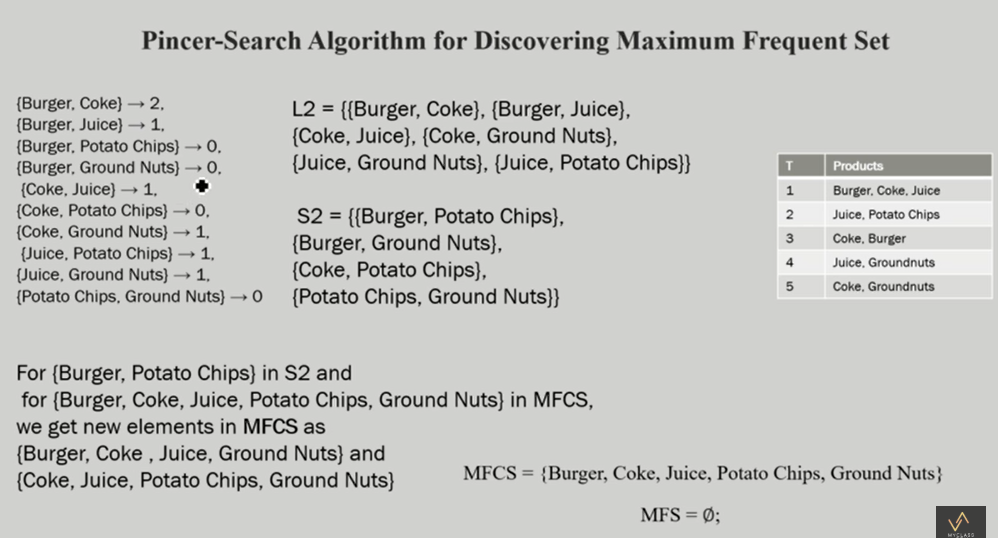 Pincer-Search Algorithm for Discovering Maximum Frequent Set
{Burger, Coke} → 2,
{Burger, Juice} → 1,
{Burger, Potato Chips} → 0,
{Burger, Ground Nuts} → 0,
{Coke, Juice} → 1,
{Coke, Potato Chips} → 0,
{Coke, Ground Nuts} → 1,
{Juice, Potato Chips} → 1,
{Juice, Ground Nuts} → 1,
{Potato Chips, Ground Nuts} → 0
L2 = {{Burger, Coke}, {Burger, Juice},
{Coke, Juice}, {Coke, Ground Nuts},
{Juice, Ground Nuts}, {Juice, Potato Chips}}
S2 = {{Burger, Potato Chips},
{Burger, Ground Nuts},
{Coke, Potato Chips},
{Potato Chips, Ground Nuts}}
T Products
1 Burger, Coke, Juice
2 Juice, Potato Chips
3 Coke, Burger
4 Juice, Groundnuts
5 Coke, Groundnuts
For {Burger, Potato Chips} in S2 and
for {Burger, Coke, Juice, Potato Chips, Ground Nuts} in MFCS,
we get new elements in MFCS as
{Burger, Coke , Juice, Ground Nuts} and
{Coke, Juice, Potato Chips, Ground Nuts}
MFCS = {Burger, Coke, Juice, Potato Chips, Ground Nuts}
MFS = Ø;
MYCLASS